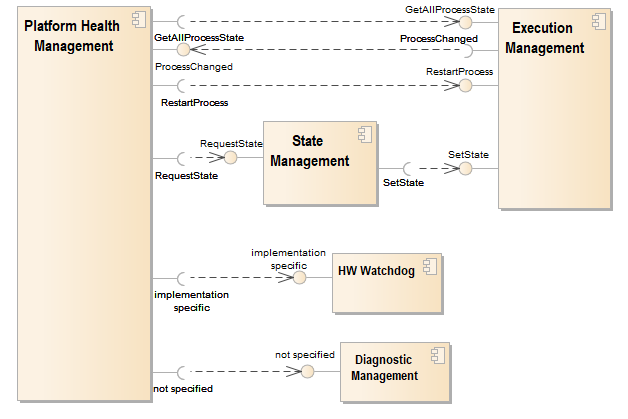 Platform Health
Management
GetAllProcessState
GetAllProcessState
Execution
Management
ProcessChanged
ProcessChanged
RestartProcess
RestartProcess
RequestState
RequestState
State
Management
SetState
SetState
implementation
specific
implementation
specific
HW Watchdog
not specified
not specified
Diagnostic
Management